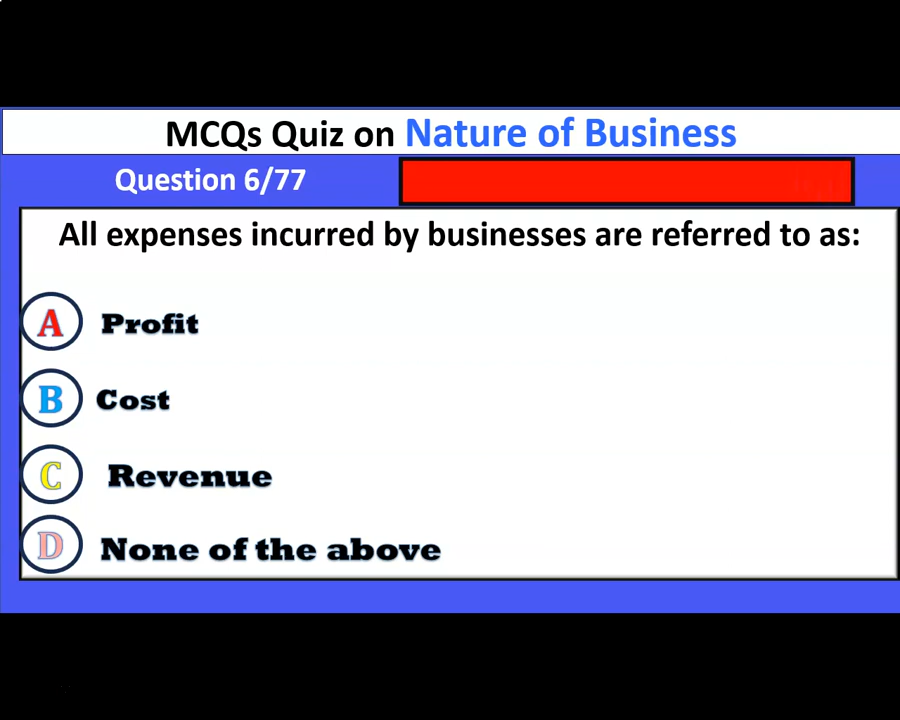 MCQs Quiz on Nature of Business
Question 6/77
All expenses incurred by businesses are referred to as:
A Profit
B Cost
C Revenue
D None of the above